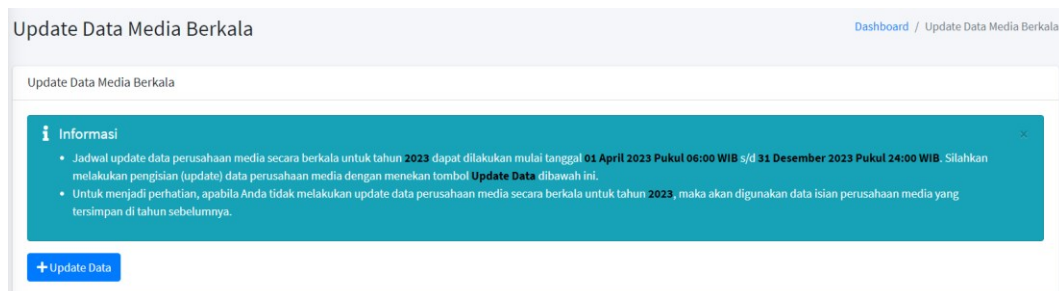 Update Data Media Berkala
Dashboard / Update Data Media Berkala
Update Data Media Berkala
Informasi
• Jadwal update data perusahaan media secara berkala untuk tahun 2023 dapat dilakukan mulai tanggal 01 April 2023 Pukul 06:00 WIB s/d 31 Desember 2023 Pukul 24:00 WIB. Silahkan
melakukan pengisian (update) data perusahaan media dengan menekan tombol Update Data dibawah ini.
• Untuk menjadi perhatian, apabila Anda tidak melakukan update data perusahaan media secara berkala untuk tahun 2023, maka akan digunakan data isian perusahaan media yang
tersimpan di tahun sebelumnya.
+ Update Data